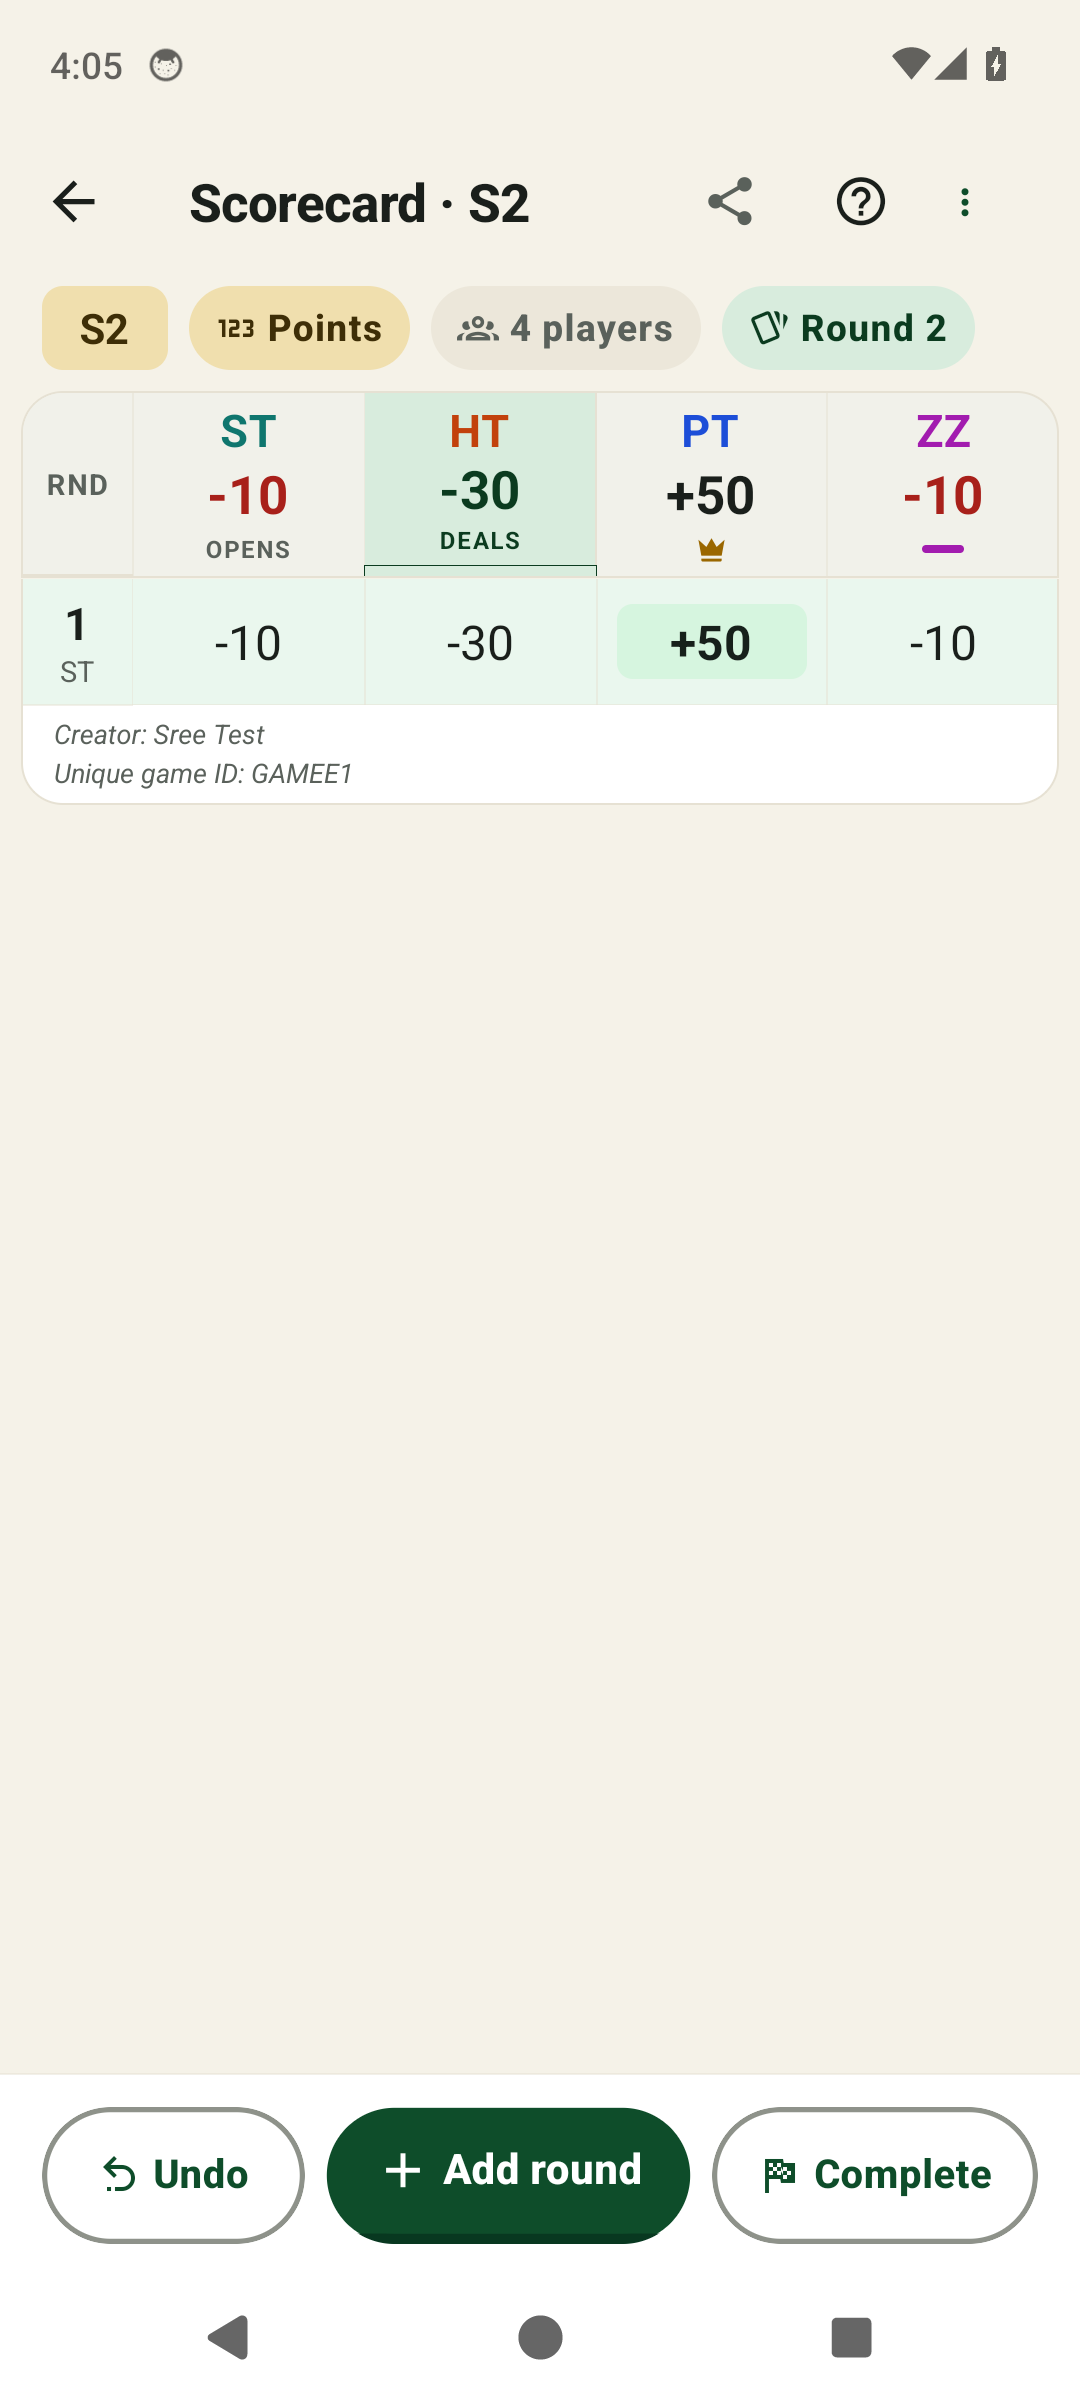 4:05
Scorecard · S2
S2
123 Points
4 players
Round 2
RND
ST
HT
PT
ZZ
-10
-30
+50
-10
OPENS
DEALS
1
ST
-10
-30
+50
-10
Creator: Sree Test
Unique game ID: GAMEE1
Undo
+ Add round
Complete